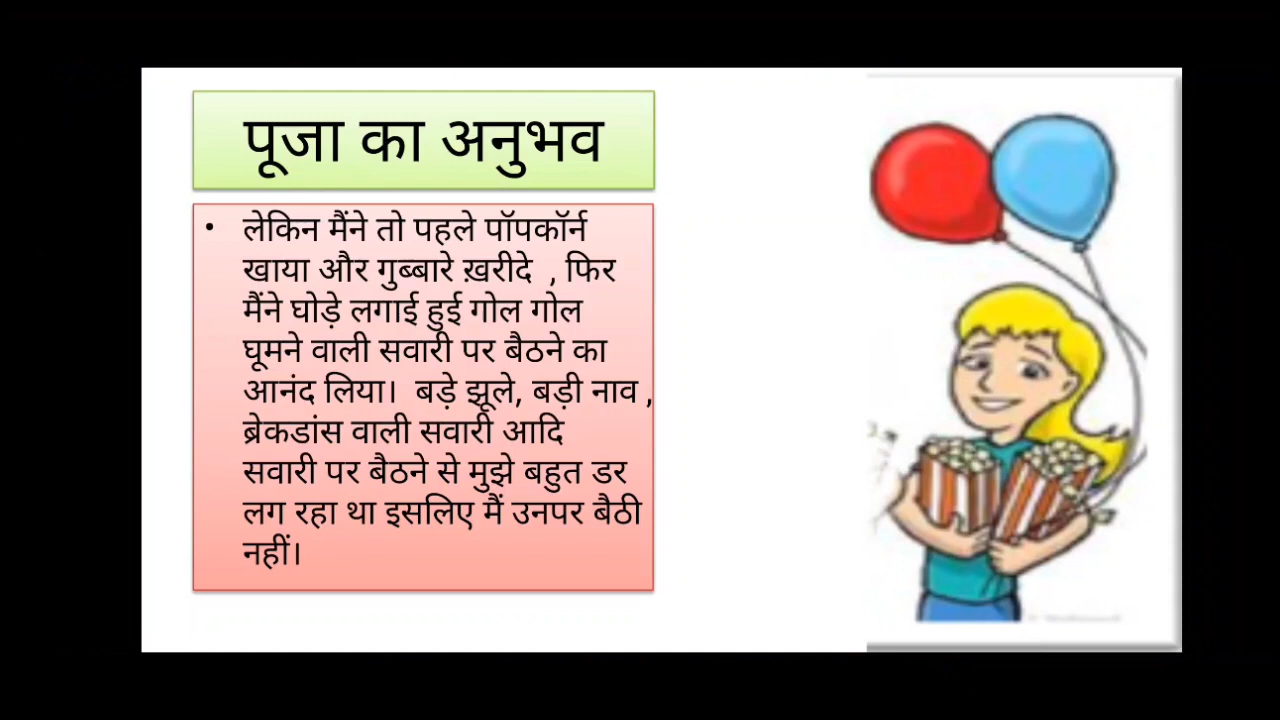 पूजा का अनुभव
• लेकिन मैंने तो पहले पॉपकॉर्न
खाया और गुब्बारे ख़रीदे , फिर
मैंने घोड़े लगाई हुई गोल गोल
घूमने वाली सवारी पर बैठने का
आनंद लिया। बड़े झूले, बड़ी नाव ,
ब्रेकडांस वाली सवारी आदि
सवारी पर बैठने से मुझे बहुत डर
लग रहा था इसलिए मैं उनपर बैठी
नहीं।